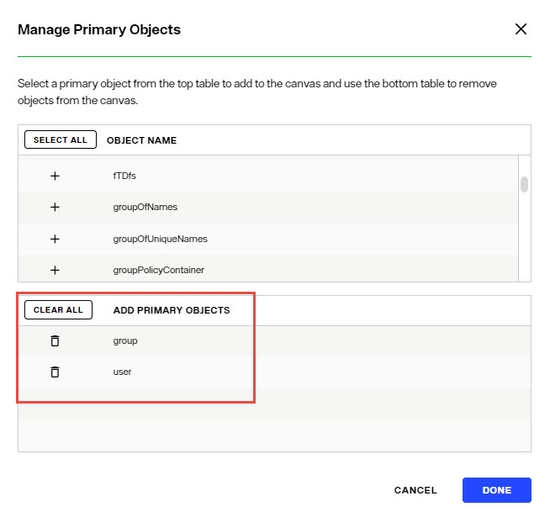 Manage Primary Objects
Select a primary object from the top table to add to the canvas and use the bottom table to remove
objects from the canvas.
SELECT ALL OBJECT NAME
fTDfs
groupOfNames
groupOfUniqueNames
groupPolicyContainer
CLEAR ALL ADD PRIMARY OBJECTS
group
user
CANCEL DONE